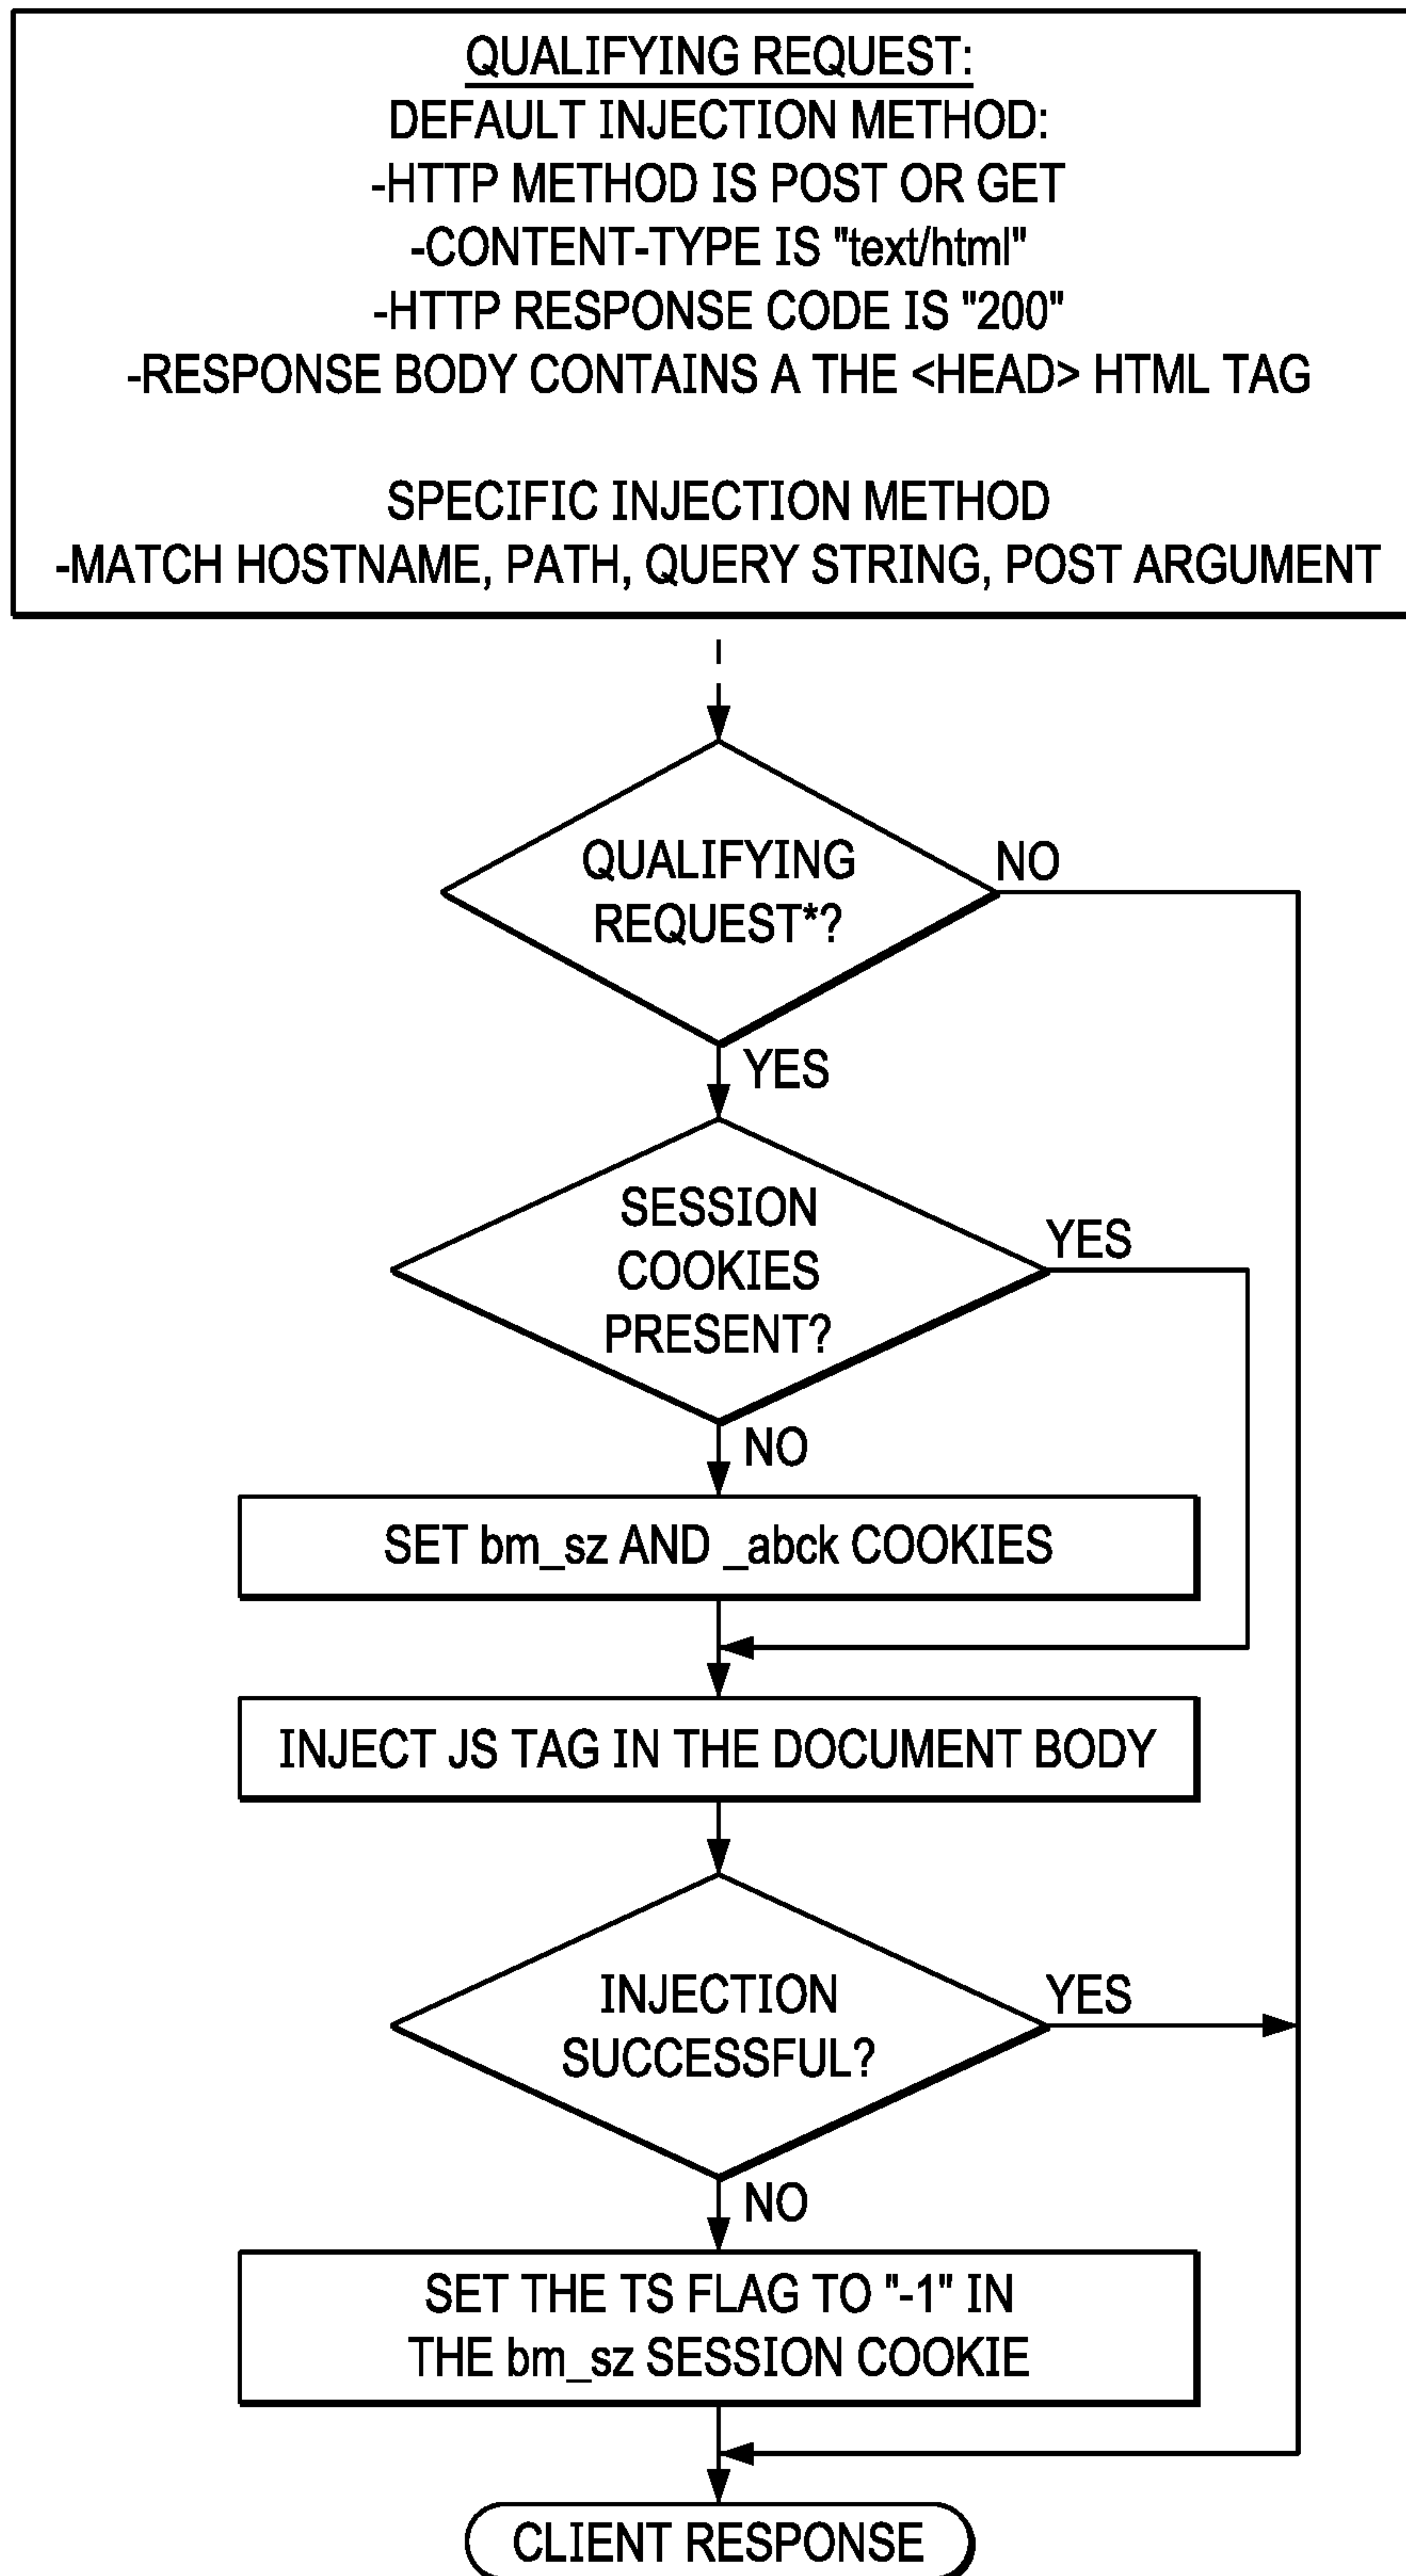 QUALIFYING REQUEST:
DEFAULT INJECTION METHOD:
-HTTP METHOD IS POST OR GET
-CONTENT-TYPE IS "text/html"
-HTTP RESPONSE CODE IS "200"
-RESPONSE BODY CONTAINS A THE <HEAD> HTML TAG
SPECIFIC INJECTION METHOD
-MATCH HOSTNAME, PATH, QUERY STRING, POST ARGUMENT
QUALIFYING
REQUEST*?
NO
YES
SESSION
COOKIES
PRESENT?
YES
NO
SET bm_sz AND _abck COOKIES
INJECT JS TAG IN THE DOCUMENT BODY
INJECTION
SUCCESSFUL?
YES
NO
SET THE TS FLAG TO "-1" IN
THE bm_sz SESSION COOKIE
CLIENT RESPONSE